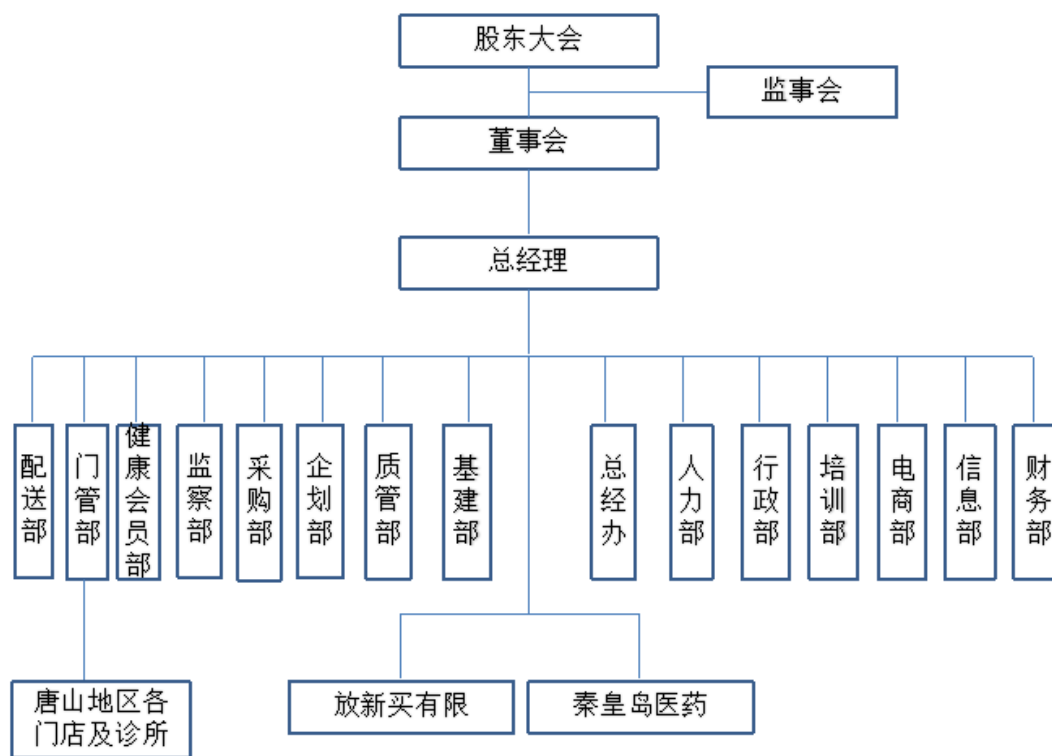 股东大会
监事会
董事会
总经理
配送部
门管部
健康会员部
监察部
采购部
企划部
质管部
基建部
总经办
人力部
行政部
培训部
电商部
信息部
财务部
唐山地区各
门店及诊所
放新买有限
秦皇岛医药